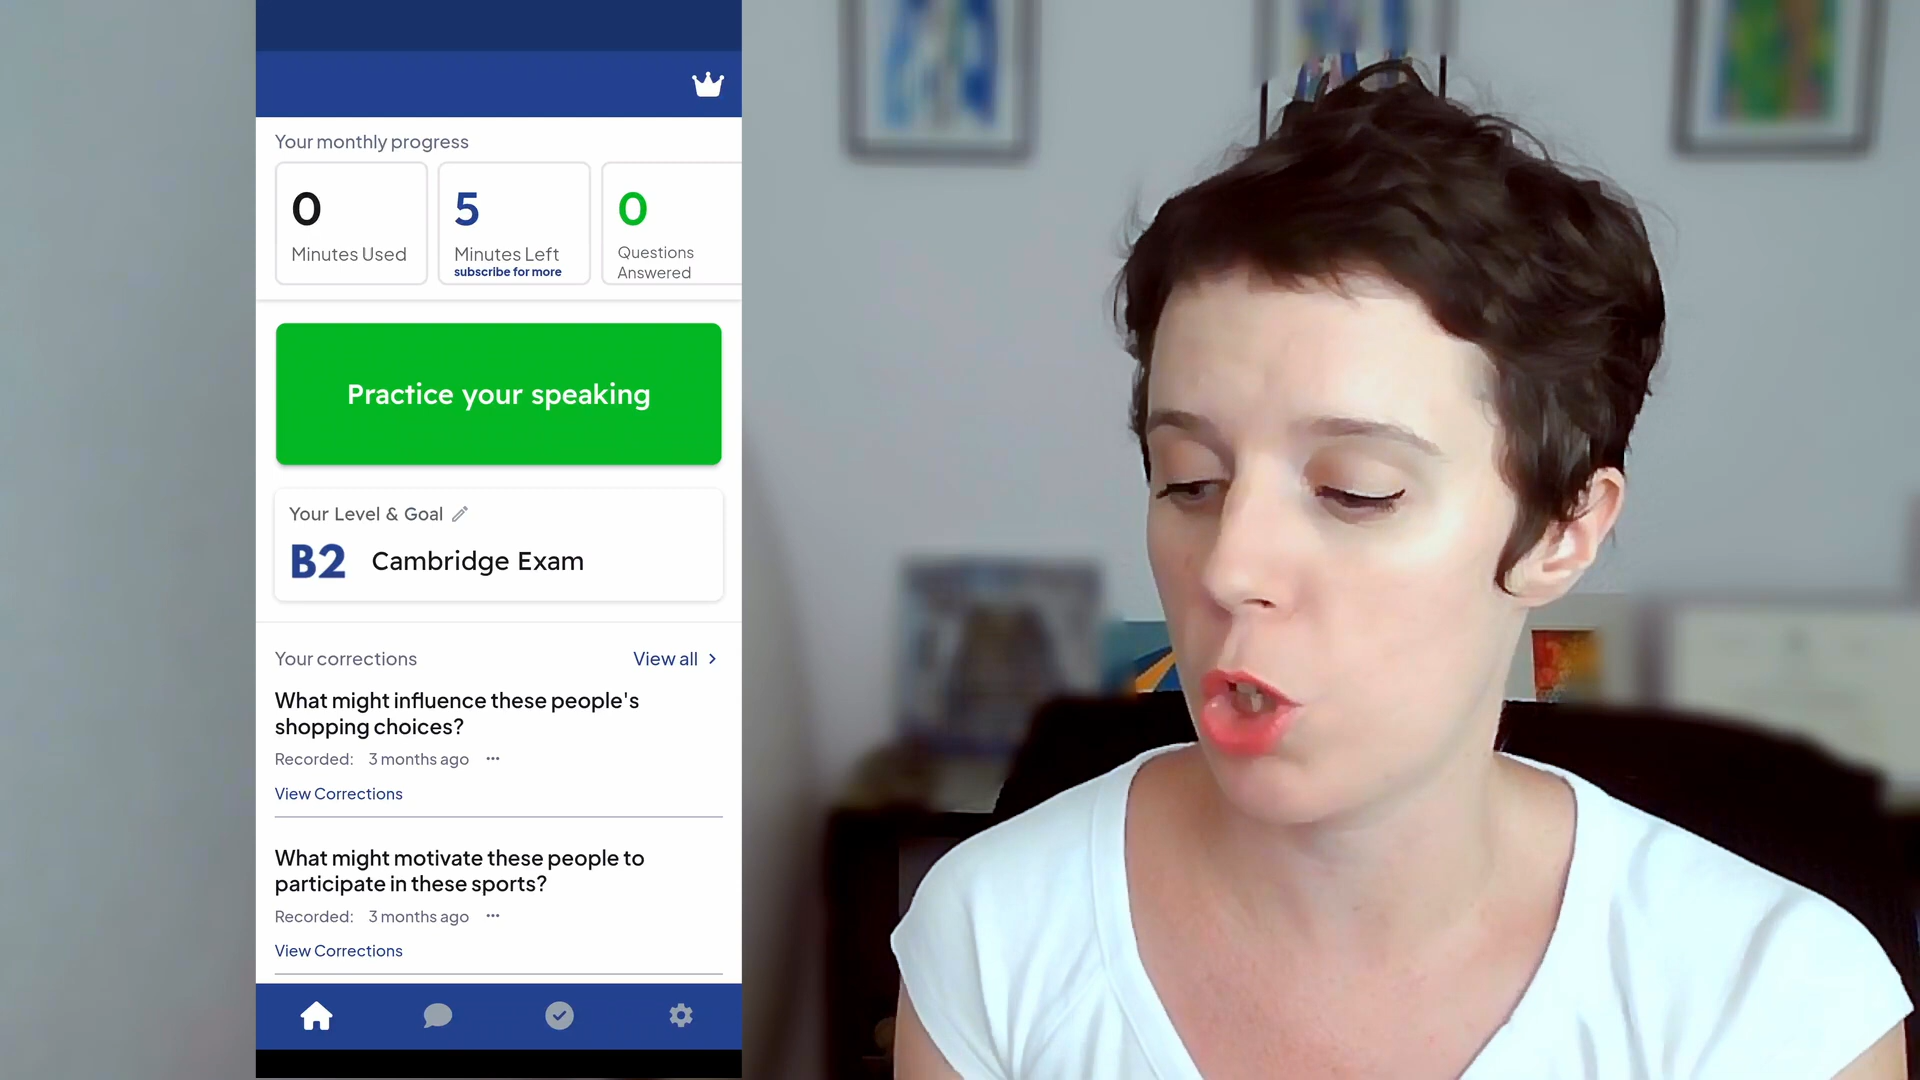 Your monthly progress
0
Minutes Used
5
Minutes Left
subscribe for more
0
Questions
Answered
Practice your speaking
Your Level & Goal
B2 Cambridge Exam
Your corrections
View all
What might influence these people's
shopping choices?
Recorded: 3 months ago
View Corrections
What might motivate these people to
participate in these sports?
Recorded: 3 months ago
View Corrections